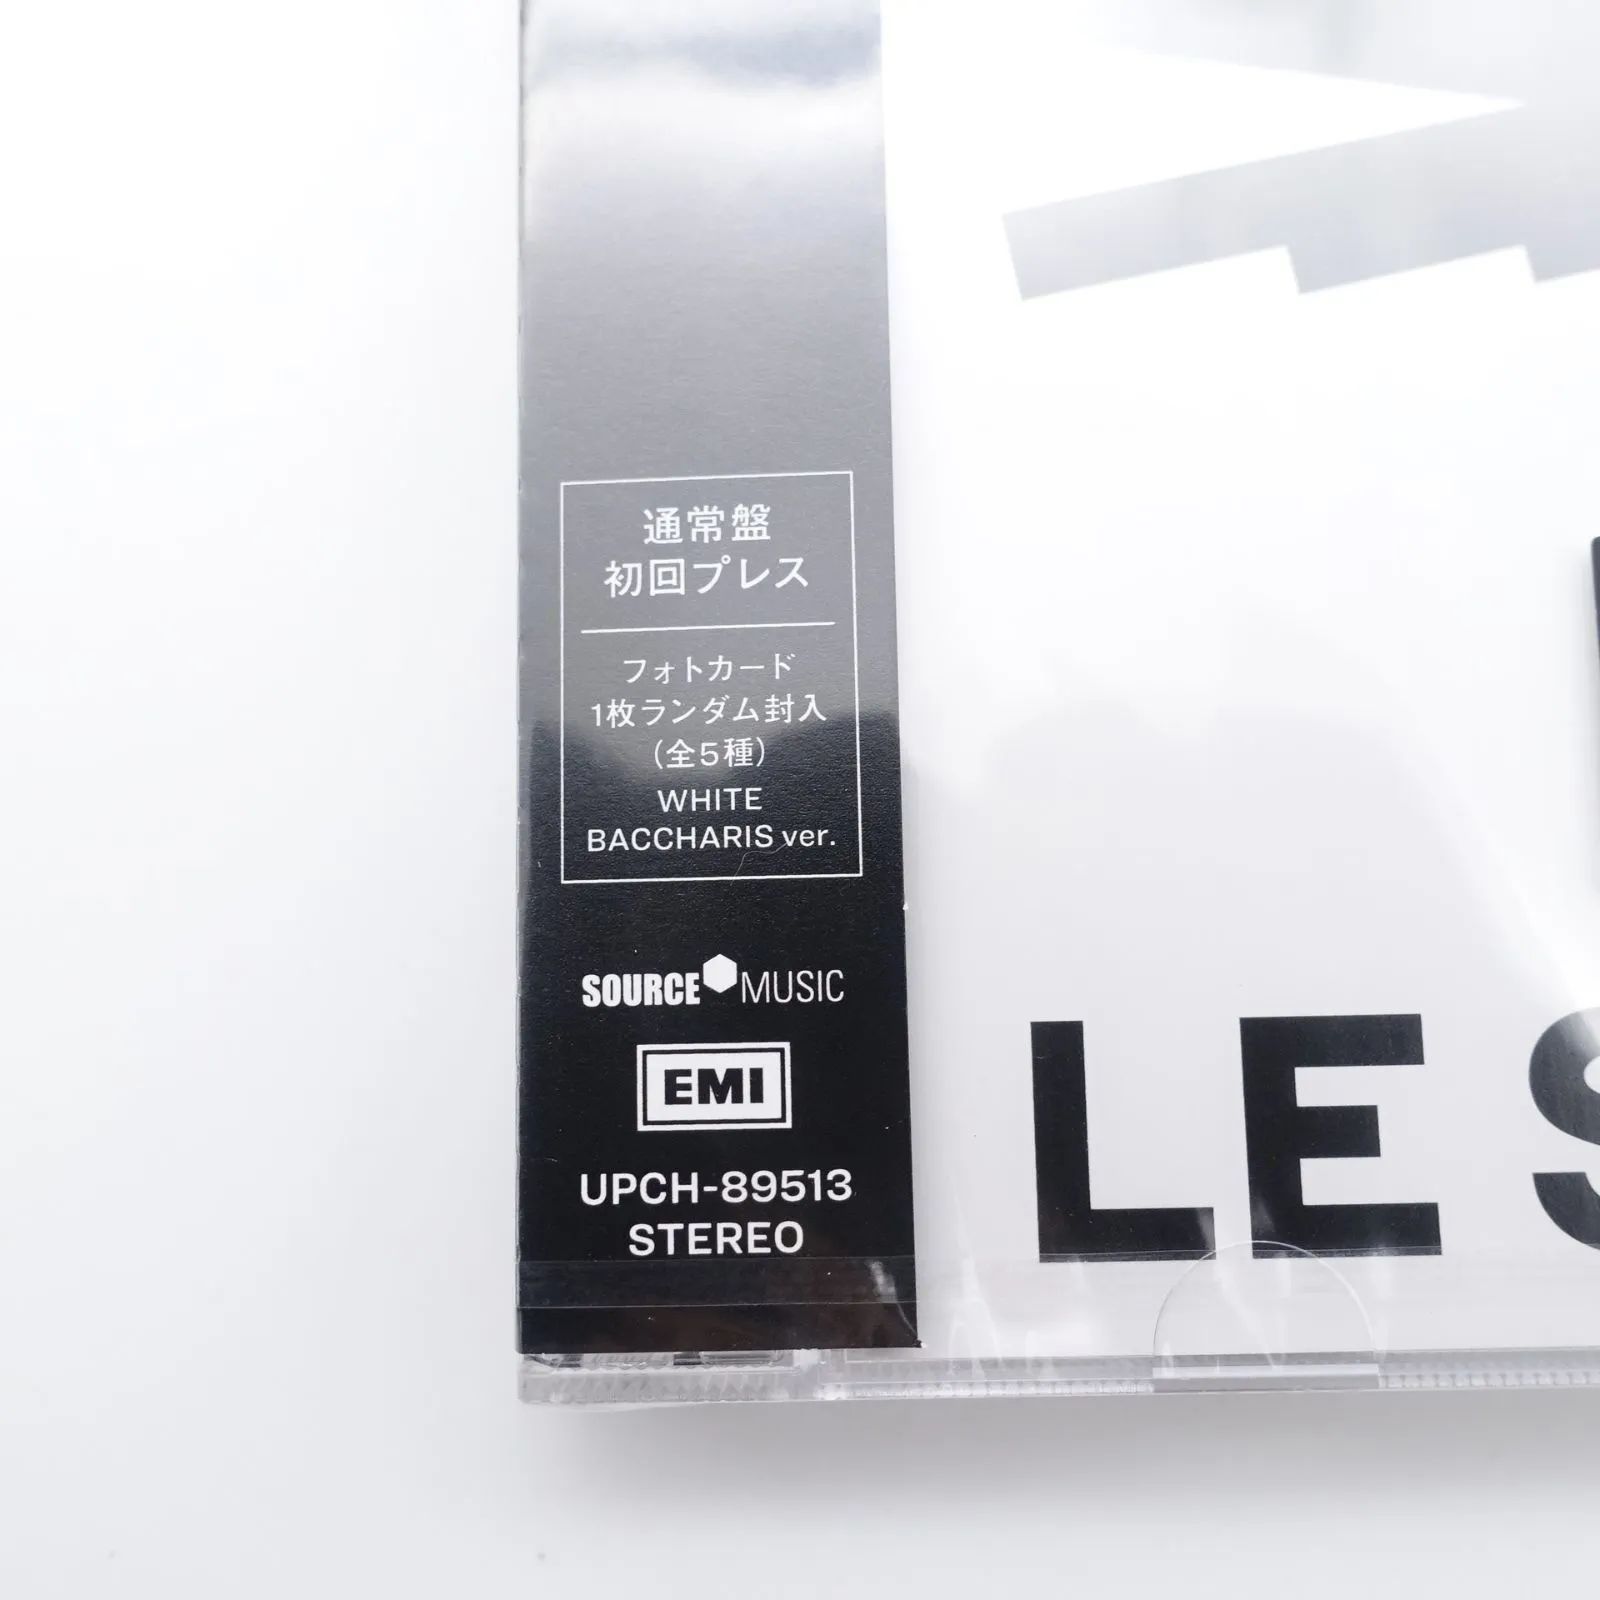 通常盤
初回プレス
フォトカード
1枚ランダム封入
(全5種)
WHITE
BACCHARIS ver.
SOURCE MUSIC
EMI
UPCH-89513
STEREO
LE S